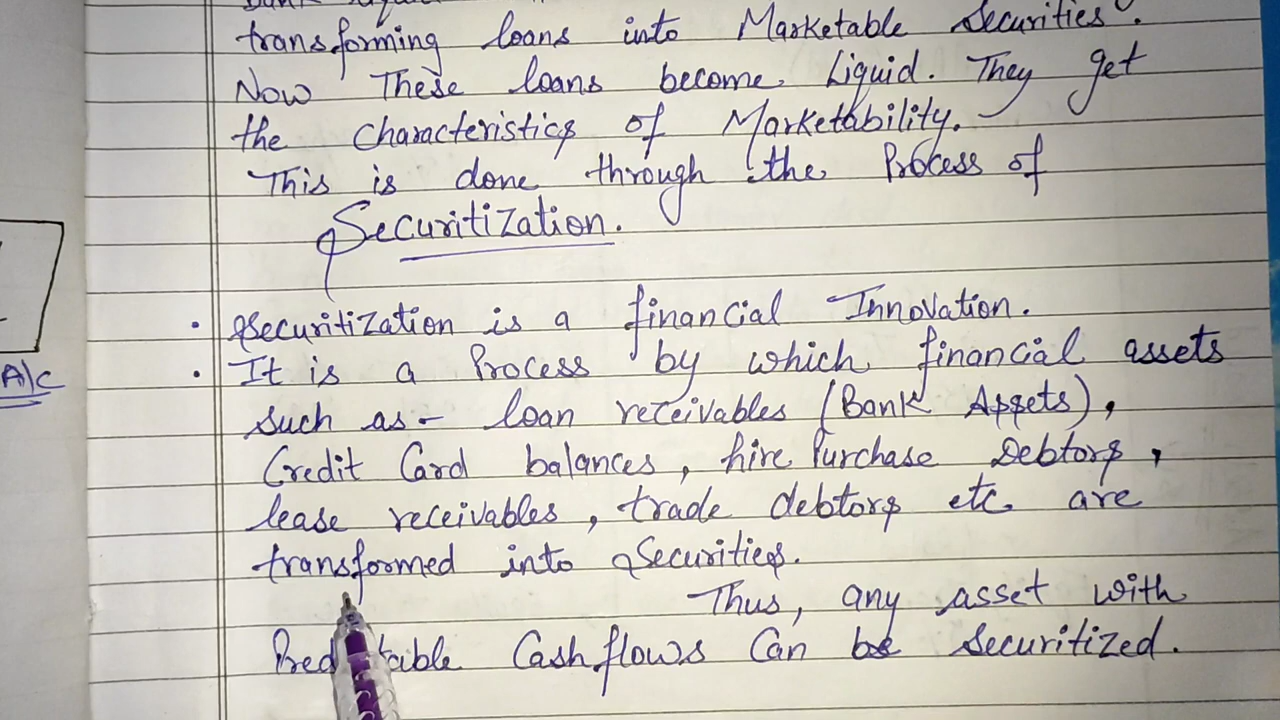 transforming loans into Marketable Securities.
Now These loans become Liquid. They get
the Characteristics of Marketability.
This is done through the Process of
Securitization.
A/C
• Securitization is a financial Innovation.
• It is a Process by which financial assets
such as - loan receivables (Bank Assets),
Credit Card balances, hire Purchase Debtors,
lease receivables, trade debtors etc. are
transformed into Securities.
Thus, any asset with
Cash flows Can be Securitized.